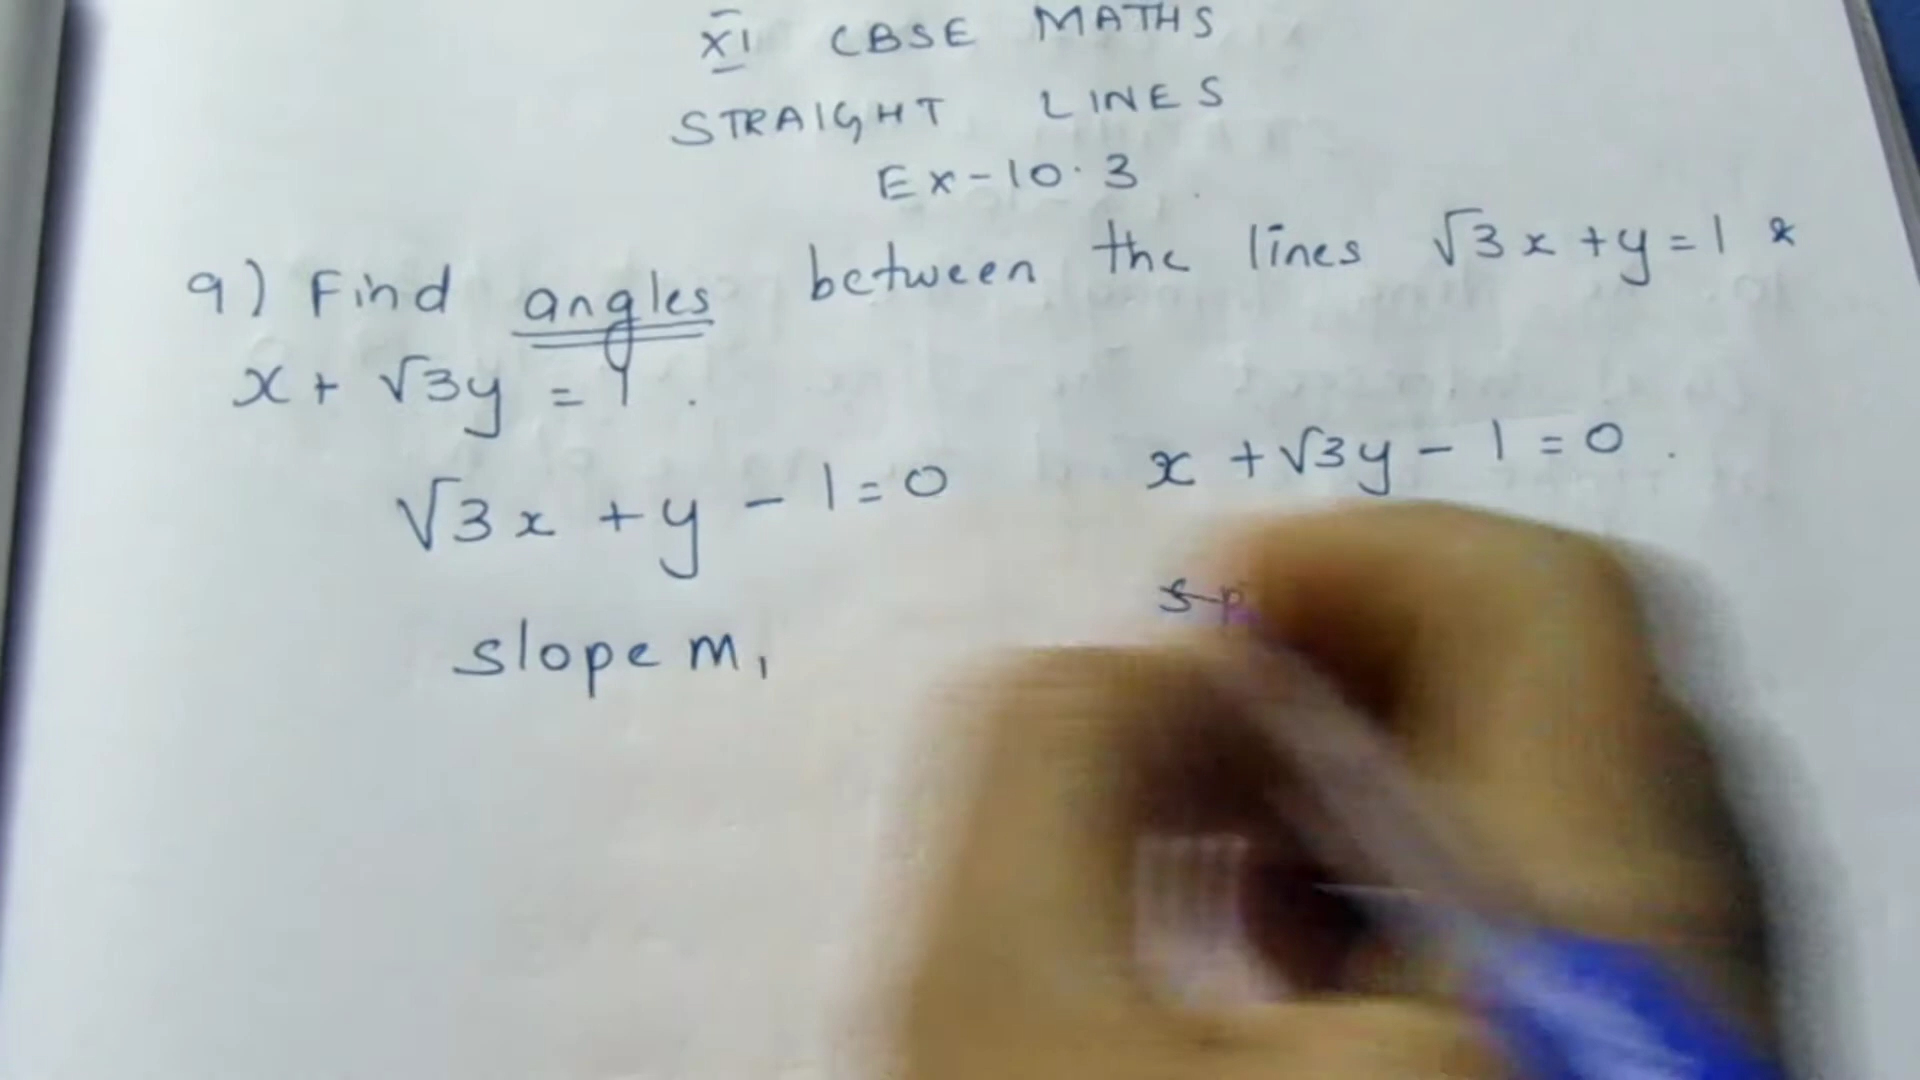 XI CBSE MATHS
STRAIGHT LINES
Ex-10.3
9) Find angles between the lines √3x + y = 1 &
x + √3y = 1.
√3x + y - 1 = 0 x + √3y - 1 = 0.
slope m₁